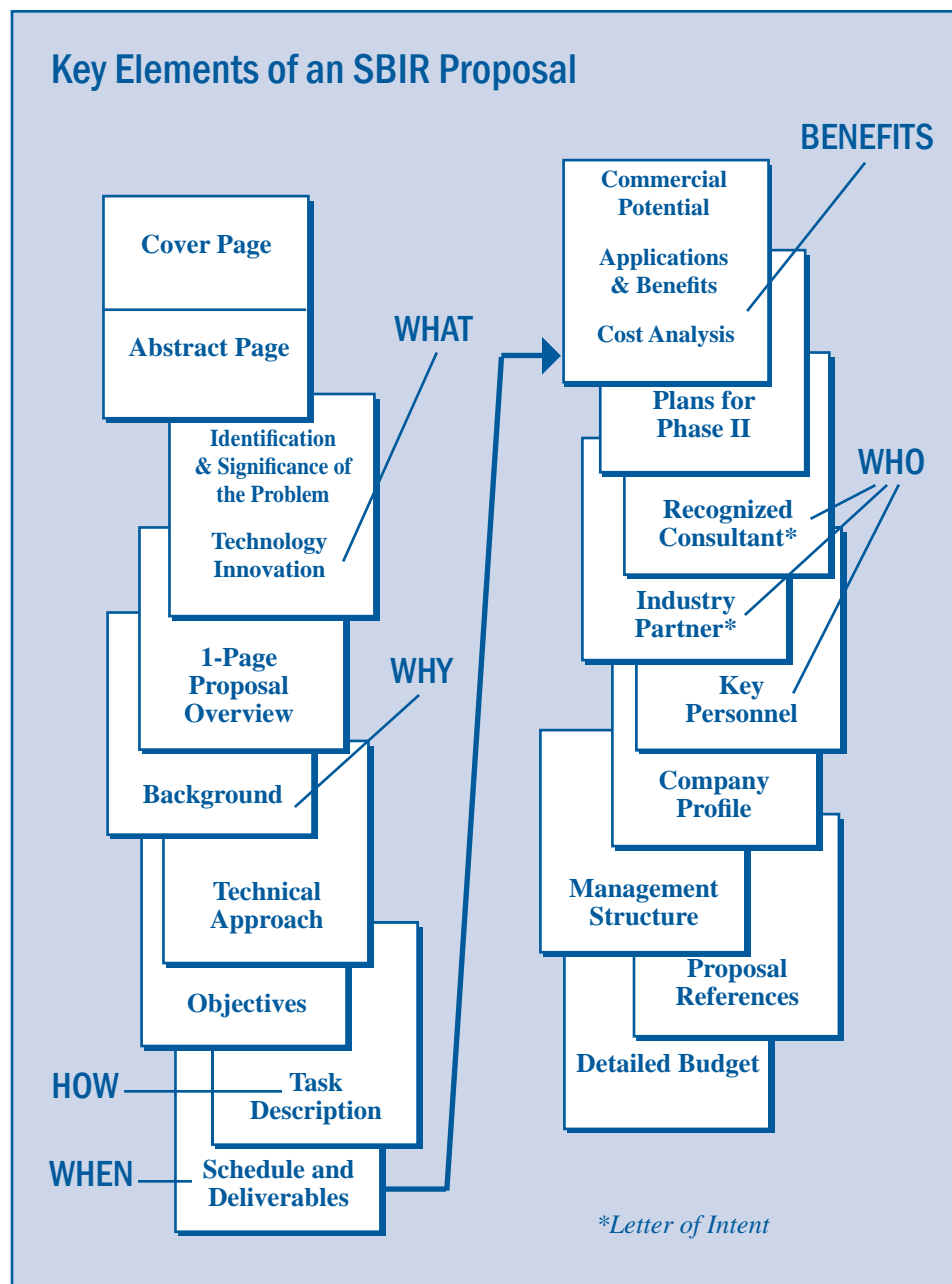 Key Elements of an SBIR Proposal
Cover Page
Abstract Page
WHAT
Identification
& Significance of
the Problem
Technology
Innovation
1-Page
Proposal
Overview
WHY
Background
Technical
Approach
Objectives
HOW
Task
Description
WHEN
Schedule and
Deliverables
BENEFITS
Commercial
Potential
Applications
& Benefits
Cost Analysis
Plans for
Phase II
WHO
Recognized
Consultant*
Industry
Partner*
Key
Personnel
Company
Profile
Management
Structure
Proposal
References
Detailed Budget
*Letter of Intent